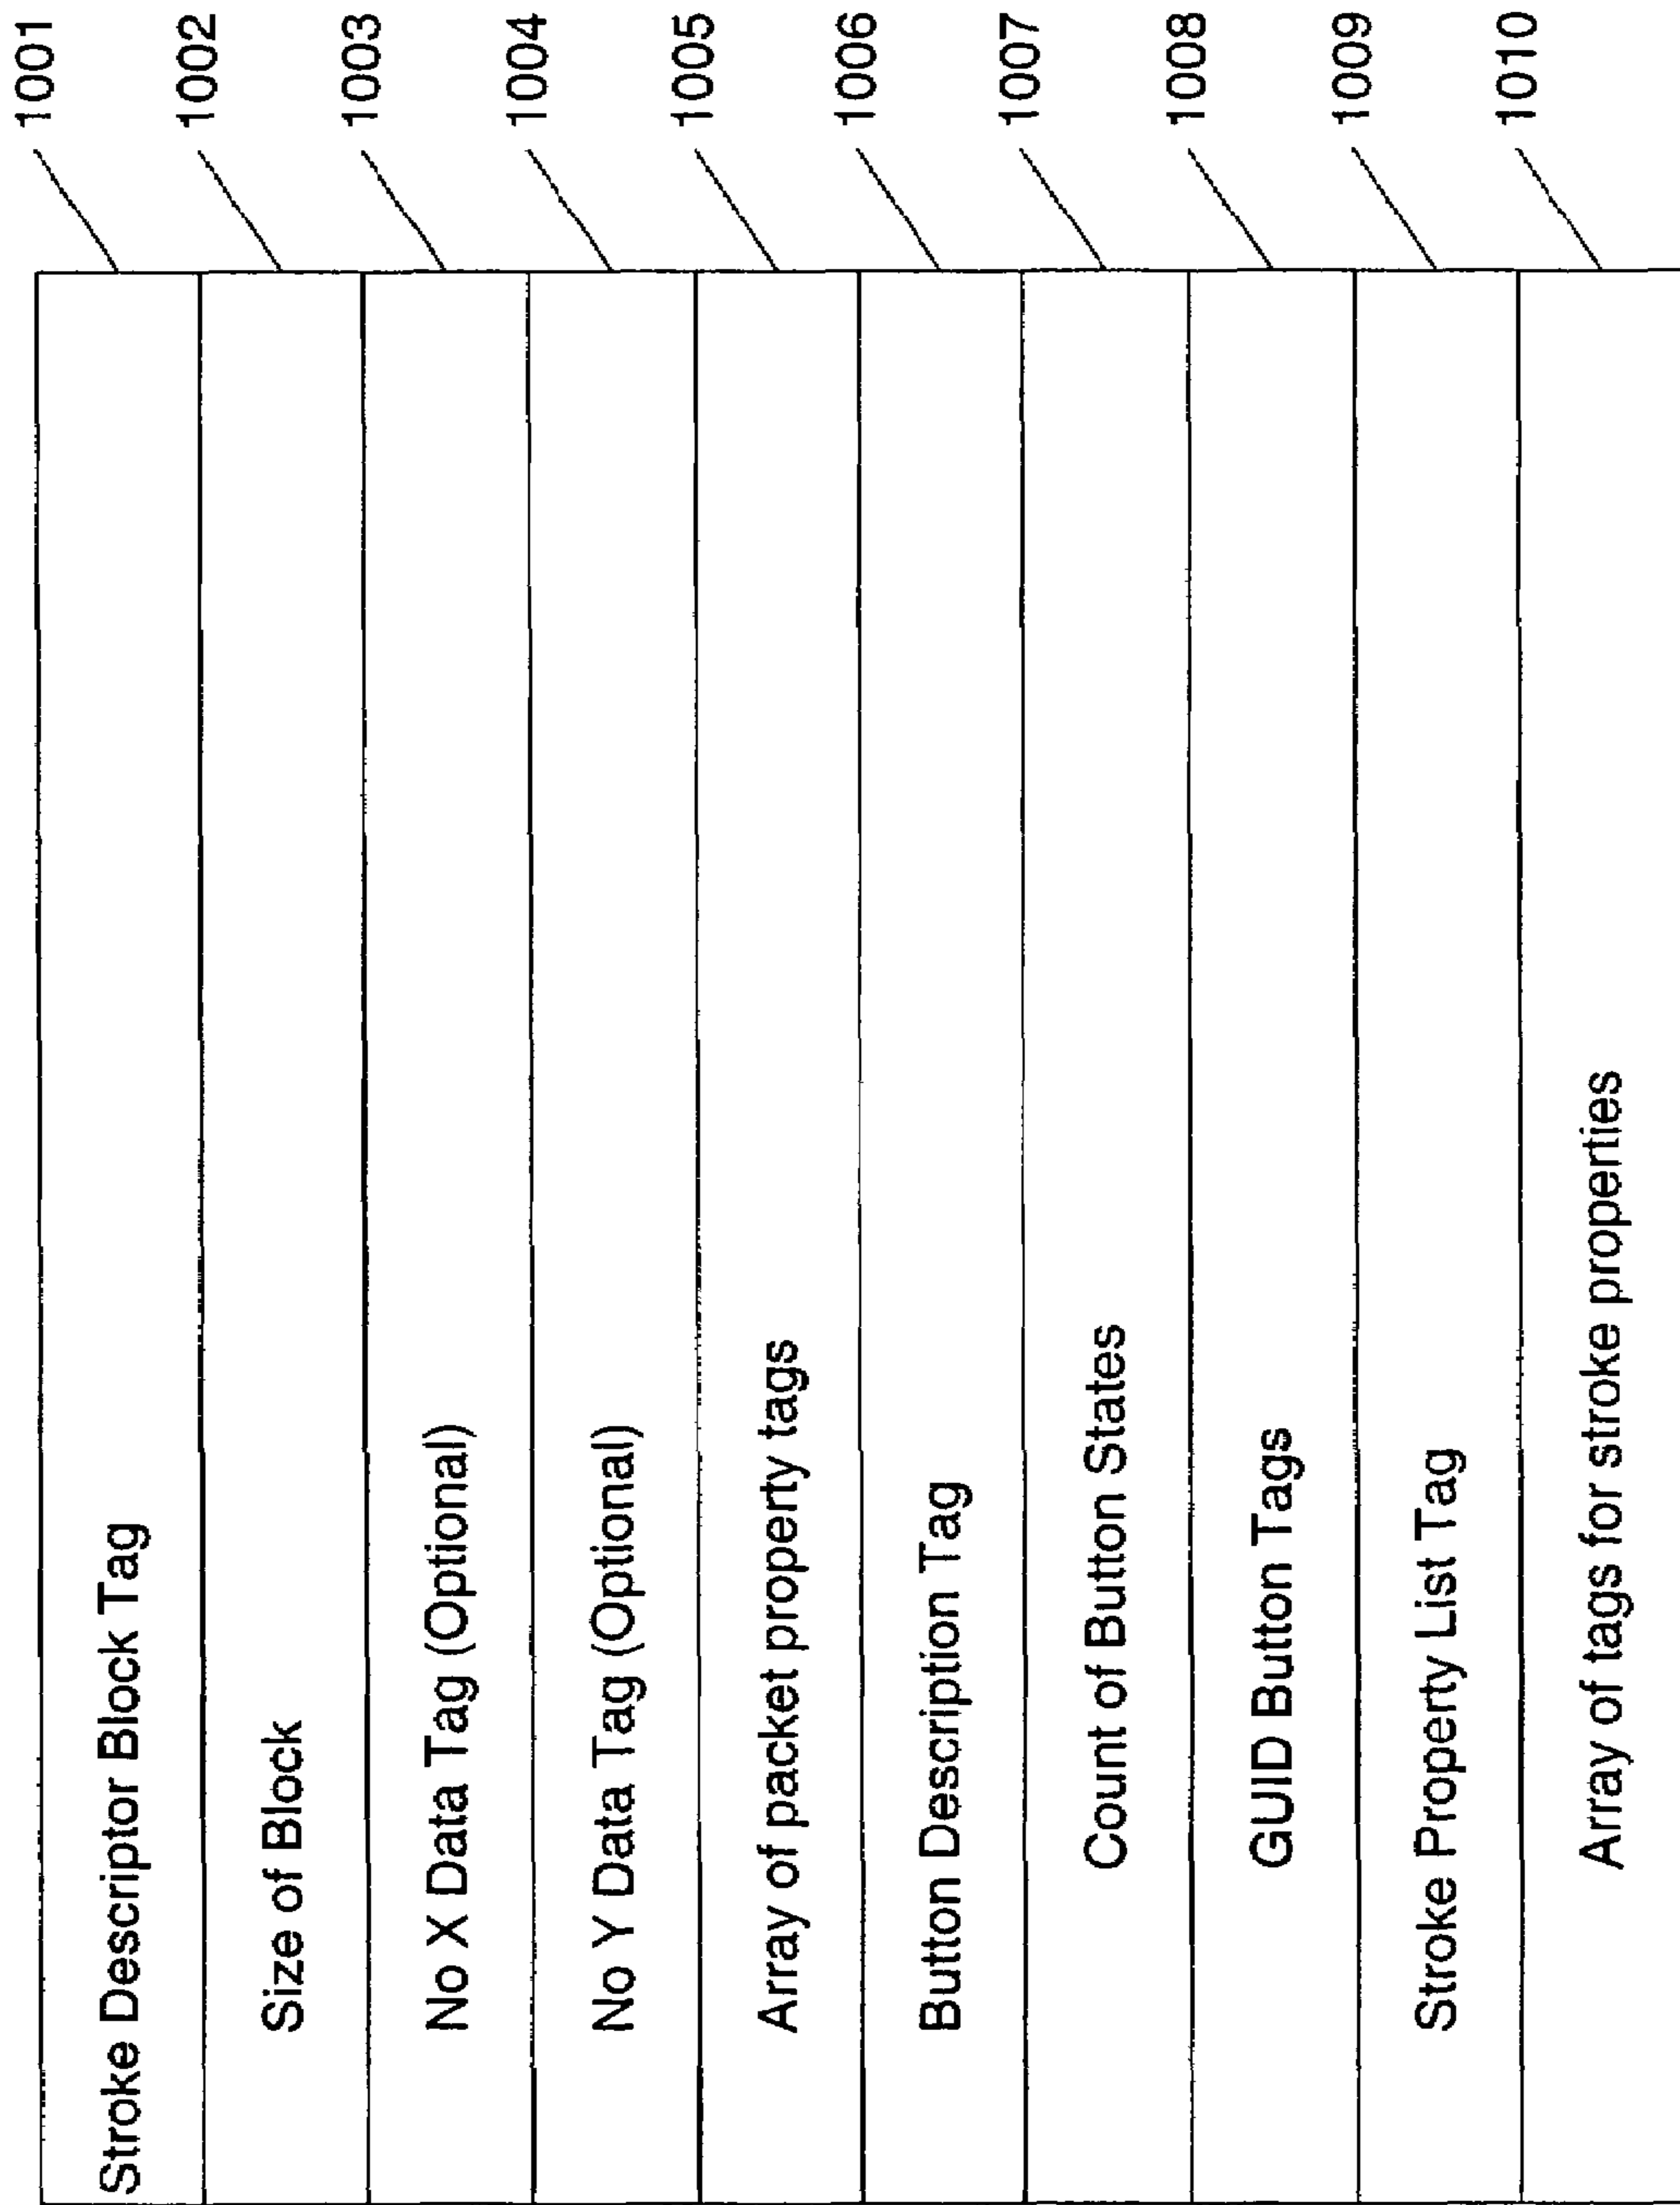 Stroke Descriptor Block Tag 1001
Size of Block 1002
No X Data Tag (Optional) 1003
No Y Data Tag (Optional) 1004
Array of packet property tags 1005
Button Description Tag 1006
Count of Button States 1007
GUID Button Tags 1008
Stroke Property List Tag 1009
Array of tags for stroke properties 1010